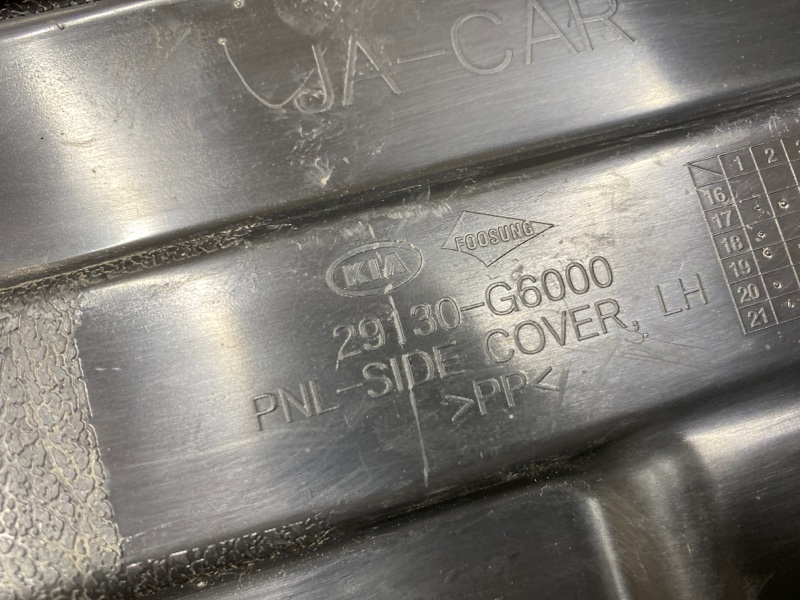 JA-CAR
KIA
FOOSUNG
29130-G6000
PNL-SIDE COVER, LH
>PP<
1 2
16
17
18
19
20
21